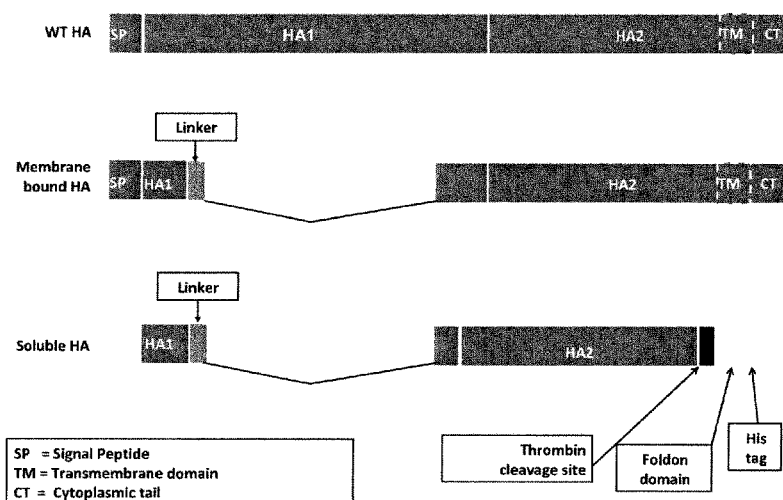 WT HA
SP
HA1
HA2
TM
CT
Linker
Membrane
bound HA
SP
HA1
HA2
TM
CT
Linker
Soluble HA
HA1
HA2
Thrombin
cleavage site
Foldon
domain
His
tag
SP = Signal Peptide
TM = Transmembrane domain
CT = Cytoplasmic tail